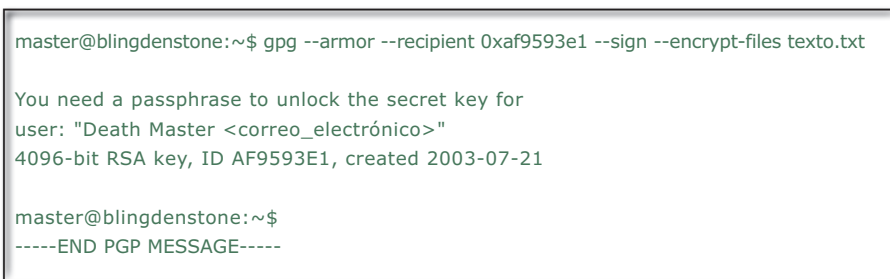 master@blingdenstone:~$ gpg --armor --recipient 0xaf9593e1 --sign --encrypt-files texto.txt
You need a passphrase to unlock the secret key for
user: "Death Master <correo_electrónico>"
4096-bit RSA key, ID AF9593E1, created 2003-07-21
master@blingdenstone:~$
-----END PGP MESSAGE-----